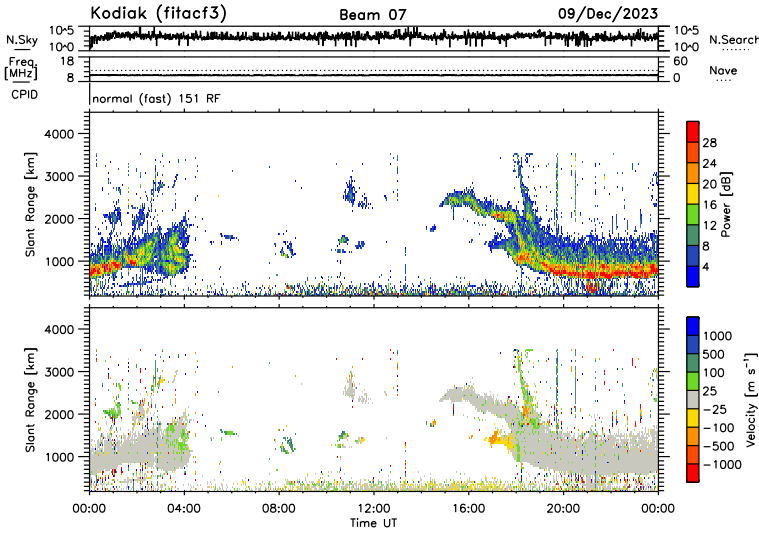 Kodiak (fitacf3) Beam 07 09/Dec/2023
N.Sky 10^5 10^0 10^5 10^0 N.Search
Freq. [MHz] 18 8 60 0 Nave
CPID normal (fast) 151 RF
Slant Range [km] 4000 3000 2000 1000
28 24 20 16 12 8 4 Power [dB]
Slant Range [km] 4000 3000 2000 1000
1000 500 100 25 −25 −100 −500 −1000 Velocity [m s⁻¹]
00:00 04:00 08:00 12:00 16:00 20:00 00:00
Time UT